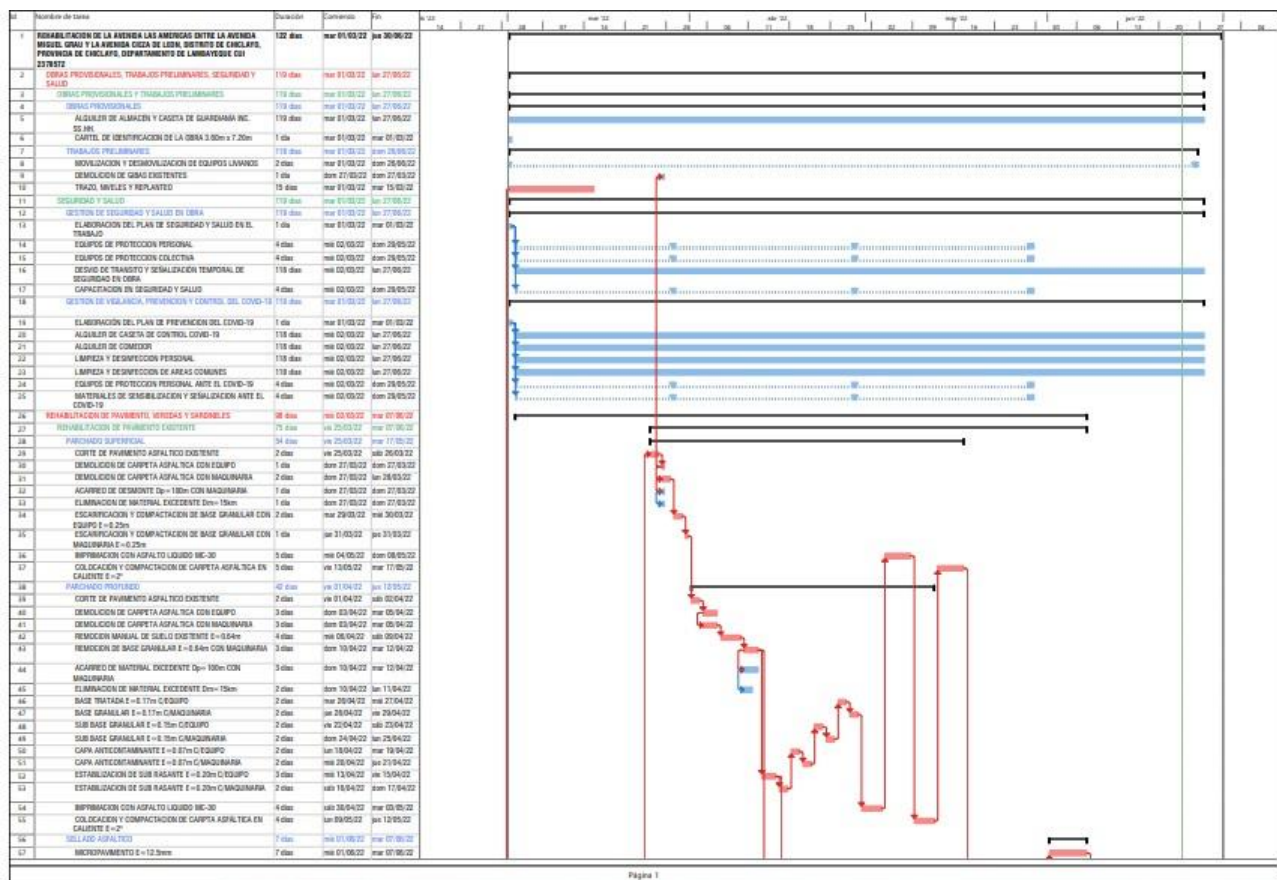 Id Nombre de tarea Duración Comienzo Fin
mar '22 abr '22 may '22 jun '22
1 REHABILITACION DE LA AVENIDA LAS AMERICAS ENTRE LA AVENIDA 122 días mar 01/03/22 jue 30/06/22
MIGUEL GRAU Y LA AVENIDA CIEZA DE LEON, DISTRITO DE CHICLAYO,
PROVINCIA DE CHICLAYO, DEPARTAMENTO DE LAMBAYEQUE CUI
2378572
2 OBRAS PROVISIONALES, TRABAJOS PRELIMINARES, SEGURIDAD Y 119 días mar 01/03/22 lun 27/06/22
SALUD
3 OBRAS PROVISIONALES Y TRABAJOS PRELIMINARES 119 días mar 01/03/22 lun 27/06/22
4 OBRAS PROVISIONALES 119 días mar 01/03/22 lun 27/06/22
5 ALQUILER DE ALMACÉN Y CASETA DE GUARDIANÍA INC. 119 días mar 01/03/22 lun 27/06/22
SS.HH.
6 CARTEL DE IDENTIFICACION DE LA OBRA 3.60m x 7.20m 1 día mar 01/03/22 mar 01/03/22
7 TRABAJOS PRELIMINARES 118 días mar 01/03/22 dom 26/06/22
8 MOVILIZACION Y DESMOVILIZACION DE EQUIPOS LIVIANOS 2 días mar 01/03/22 dom 26/06/22
9 DEMOLICION DE GIBAS EXISTENTES 1 día dom 27/03/22 dom 27/03/22
10 TRAZO, NIVELES Y REPLANTEO 15 días mar 01/03/22 mar 15/03/22
11 SEGURIDAD Y SALUD 119 días mar 01/03/22 lun 27/06/22
12 GESTION DE SEGURIDAD Y SALUD EN OBRA 119 días mar 01/03/22 lun 27/06/22
13 ELABORACION DEL PLAN DE SEGURIDAD Y SALUD EN EL 1 día mar 01/03/22 mar 01/03/22
TRABAJO
14 EQUIPOS DE PROTECCION PERSONAL 4 días mié 02/03/22 dom 29/05/22
15 EQUIPOS DE PROTECCION COLECTIVA 4 días mié 02/03/22 dom 29/05/22
16 DESVIO DE TRANSITO Y SEÑALIZACIÓN TEMPORAL DE 118 días mié 02/03/22 lun 27/06/22
SEGURIDAD EN OBRA
17 CAPACITACION EN SEGURIDAD Y SALUD 4 días mié 02/03/22 dom 29/05/22
18 GESTION DE VIGILANCIA, PREVENCION Y CONTROL DEL COVID-19 119 días mar 01/03/22 lun 27/06/22
19 ELABORACIÓN DEL PLAN DE PREVENCION DEL COVID-19 1 día mar 01/03/22 mar 01/03/22
20 ALQUILER DE CASETA DE CONTROL COVID-19 118 días mié 02/03/22 lun 27/06/22
21 ALQUILER DE COMEDOR 118 días mié 02/03/22 lun 27/06/22
22 LIMPIEZA Y DESINFECCION PERSONAL 118 días mié 02/03/22 lun 27/06/22
23 LIMPIEZA Y DESINFECCION DE AREAS COMUNES 118 días mié 02/03/22 lun 27/06/22
24 EQUIPOS DE PROTECCION PERSONAL ANTE EL COVID-19 4 días mié 02/03/22 dom 29/05/22
25 MATERIALES DE SENSIBILIZACION Y SEÑALIZACION ANTE EL 4 días mié 02/03/22 dom 29/05/22
COVID-19
26 REHABILITACION DE PAVIMENTO, VEREDAS Y SARDINELES 98 días mié 02/03/22 mar 07/06/22
27 REHABILITACION DE PAVIMENTO EXISTENTE 75 días vie 25/03/22 mar 07/06/22
28 PARCHADO SUPERFICIAL 54 días vie 25/03/22 mar 17/05/22
29 CORTE DE PAVIMENTO ASFALTICO EXISTENTE 2 días vie 25/03/22 sáb 26/03/22
30 DEMOLICION DE CARPETA ASFALTICA CON EQUIPO 1 día dom 27/03/22 dom 27/03/22
31 DEMOLICION DE CARPETA ASFALTICA CON MAQUINARIA 2 días dom 27/03/22 lun 28/03/22
32 ACARREO DE DESMONTE Dp=100m CON MAQUINARIA 1 día dom 27/03/22 dom 27/03/22
33 ELIMINACION DE MATERIAL EXCEDENTE Dm=15km 1 día dom 27/03/22 dom 27/03/22
34 ESCARIFICACION Y COMPACTACION DE BASE GRANULAR CON 2 días mar 29/03/22 mié 30/03/22
EQUIPO E=0.25m
35 ESCARIFICACION Y COMPACTACION DE BASE GRANULAR CON 1 día jue 31/03/22 jue 31/03/22
MAQUINARIA E=0.25m
36 IMPRIMACION CON ASFALTO LIQUIDO MC-30 5 días mié 04/05/22 dom 08/05/22
37 COLOCACIÓN Y COMPACTACION DE CARPETA ASFÁLTICA EN 5 días vie 13/05/22 mar 17/05/22
CALIENTE E=2"
38 PARCHADO PROFUNDO 42 días vie 01/04/22 jue 12/05/22
39 CORTE DE PAVIMENTO ASFALTICO EXISTENTE 2 días vie 01/04/22 sáb 02/04/22
40 DEMOLICION DE CARPETA ASFALTICA CON EQUIPO 3 días dom 03/04/22 mar 05/04/22
41 DEMOLICION DE CARPETA ASFALTICA CON MAQUINARIA 3 días dom 03/04/22 mar 05/04/22
42 REMOCION MANUAL DE SUELO EXISTENTE E=0.64m 4 días mié 06/04/22 sáb 09/04/22
43 REMOCION DE BASE GRANULAR E=0.64m CON MAQUINARIA 3 días dom 10/04/22 mar 12/04/22
44 ACARREO DE MATERIAL EXCEDENTE Dp=100m CON 3 días dom 10/04/22 mar 12/04/22
MAQUINARIA
45 ELIMINACION DE MATERIAL EXCEDENTE Dm=15km 2 días dom 10/04/22 lun 11/04/22
46 BASE TRATADA E=0.17m C/EQUIPO 2 días mar 26/04/22 mié 27/04/22
47 BASE GRANULAR E=0.17m C/MAQUINARIA 2 días jue 28/04/22 vie 29/04/22
48 SUB BASE GRANULAR E=0.15m C/EQUIPO 2 días vie 22/04/22 sáb 23/04/22
49 SUB BASE GRANULAR E=0.15m C/MAQUINARIA 2 días dom 24/04/22 lun 25/04/22
50 CAPA ANTICONTAMINANTE E=0.07m C/EQUIPO 2 días lun 18/04/22 mar 19/04/22
51 CAPA ANTICONTAMINANTE E=0.07m C/MAQUINARIA 2 días mié 20/04/22 jue 21/04/22
52 ESTABILIZACION DE SUB RASANTE E=0.20m C/EQUIPO 3 días mié 13/04/22 vie 15/04/22
53 ESTABILIZACION DE SUB RASANTE E=0.20m C/MAQUINARIA 2 días sáb 16/04/22 dom 17/04/22
54 IMPRIMACION CON ASFALTO LIQUIDO MC-30 4 días sáb 30/04/22 mar 03/05/22
55 COLOCACION Y COMPACTACION DE CARPTA ASFÁLTICA EN 4 días lun 09/05/22 jue 12/05/22
CALIENTE E=2"
56 SELLADO ASFALTICO 7 días mié 01/06/22 mar 07/06/22
57 MICROPAVIMENTO E=12.5mm 7 días mié 01/06/22 mar 07/06/22
Página 1